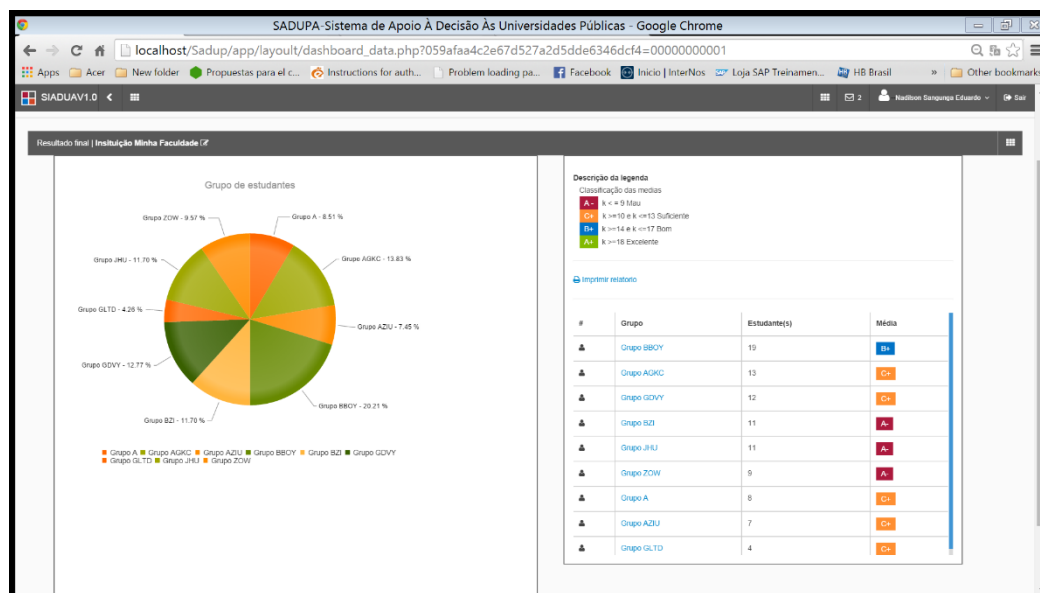 SADUPA-Sistema de Apoio À Decisão Às Universidades Públicas - Google Chrome
localhost/Sadup/app/layoult/dashboard_data.php?059afaa4c2e67d527a2d5dde6346dcf4=00000000001
Apps Acer New folder Propuestas para el c... Instructions for auth... Problem loading pa... Facebook Inicio | InterNos Loja SAP Treinamen... HB Brasil » Other bookmarks
SIADUAV1.0 2 Nadilson Sangunga Eduardo Sair
Resultado final | Insituição Minha Faculdade
Grupo de estudantes
Grupo ZOW - 9.57 %
Grupo A - 8.51 %
Grupo JHU - 11.70 %
Grupo AGKC - 13.83 %
Grupo GLTD - 4.26 %
Grupo AZIU - 7.45 %
Grupo GDVY - 12.77 %
Grupo BBOY - 20.21 %
Grupo BZI - 11.70 %
Grupo A Grupo AGKC Grupo AZIU Grupo BBOY Grupo BZI Grupo GDVY
Grupo GLTD Grupo JHU Grupo ZOW
Descrição da legenda
Classificação das medias
A- k < = 9 Mau
C+ k >=10 e k <=13 Suficiente
B+ k >=14 e k <=17 Bom
A+ k >=18 Excelente
Imprimir relatorio
# Grupo Estudante(s) Média
Grupo BBOY 19 B+
Grupo AGKC 13 C+
Grupo GDVY 12 C+
Grupo BZI 11 A-
Grupo JHU 11 A-
Grupo ZOW 9 A-
Grupo A 8 C+
Grupo AZIU 7 C+
Grupo GLTD 4 C+